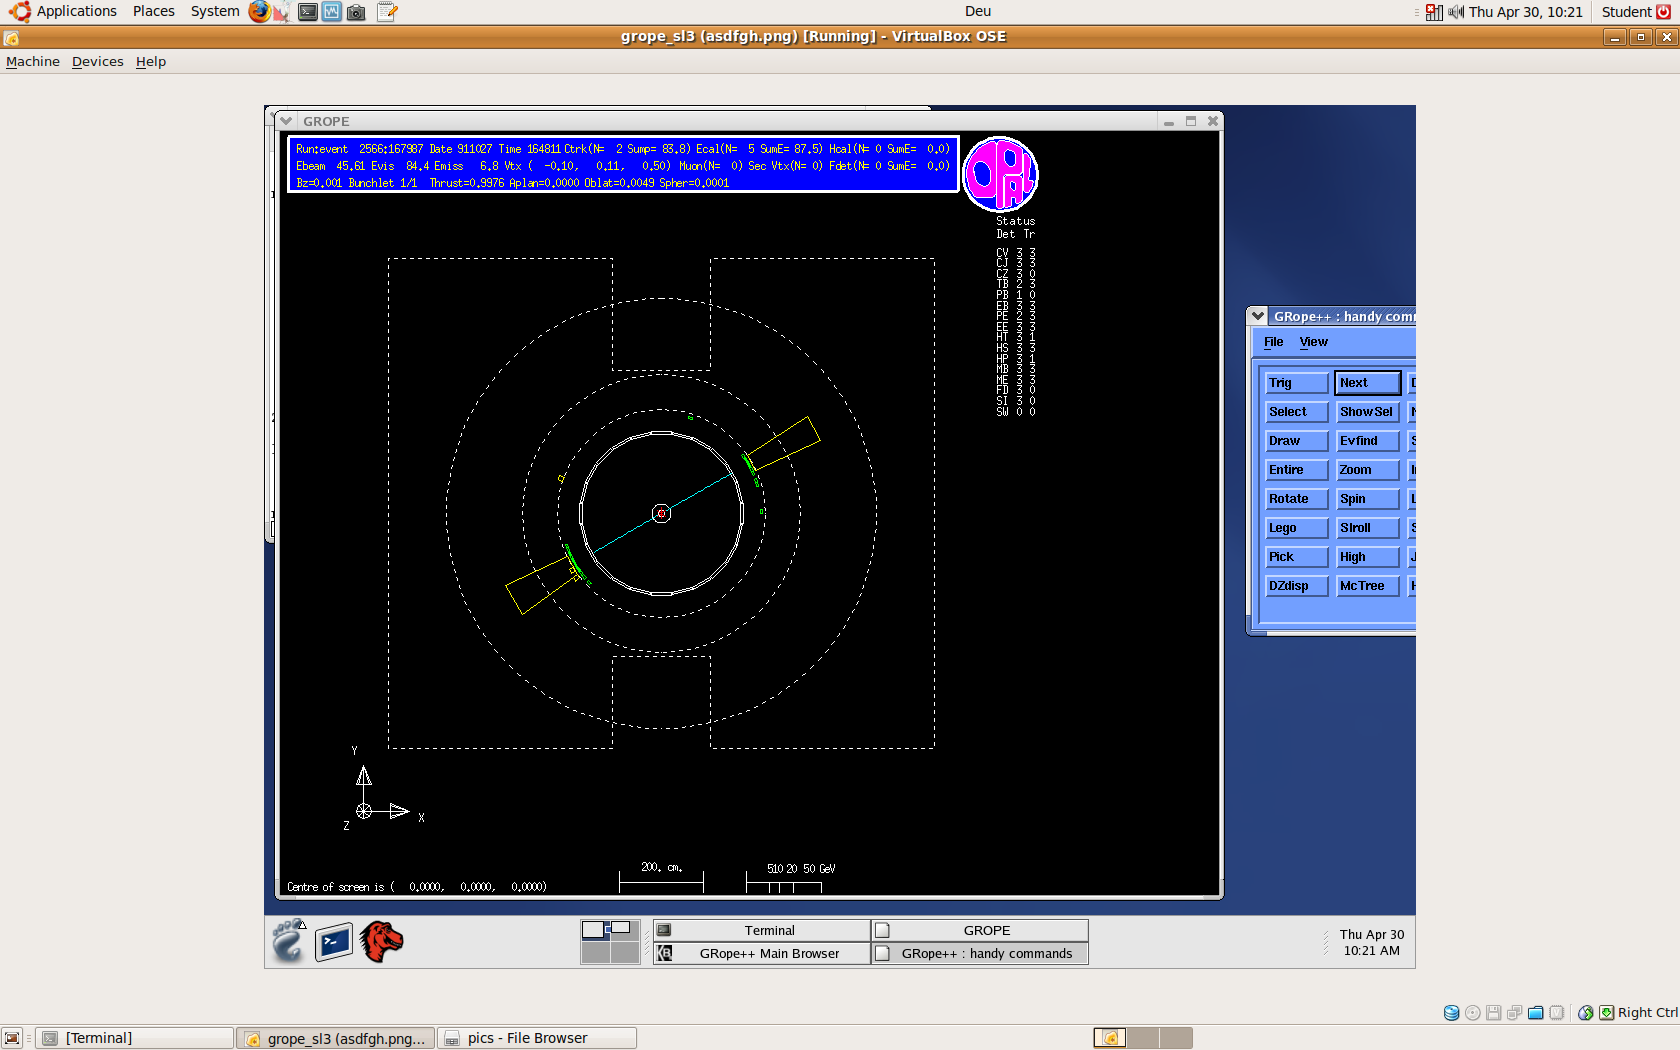 Applications Places System Deu Thu Apr 30, 10:21 Student
grope_sl3 (asdfgh.png) [Running] - VirtualBox OSE
Machine Devices Help
GROPE
Run:event 2566:167987 Date 911027 Time 164811 Ctrk(N= 2 Sump= 83.8) Ecal(N= 5 SumE= 87.5) Hcal(N= 0 SumE= 0.0)
Ebeam 45.61 Evis 84.4 Emiss 6.8 Vtx ( -0.10, 0.11, 0.50) Muon(N= 0) Sec Vtx(N= 0) Fdet(N= 0 SumE= 0.0)
Bz=0.001 Bunchlet 1/1 Thrust=0.9976 Aplan=0.0000 Oblat=0.0049 Spher=0.0001
OPAL
Status
Det Tr
CV 3 3
CJ 3 3
CZ 3 0
TB 2 3
PB 1 0
EB 3 3
PE 2 3
EE 3 3
HT 3 1
HS 3 3
HP 3 1
MB 3 3
ME 3 3
FD 3 0
SI 3 0
SW 0 0
GRope++ : handy com
File View
Trig Next
Select Show Sel
Draw Evfind
Entire Zoom
Rotate Spin
Lego Slroll
Pick High
DZdisp McTree
Y
X
Z
200. cm.
5 10 20 50 GeV
Centre of screen is ( 0.0000, 0.0000, 0.0000)
Terminal GROPE
GRope++ Main Browser GRope++ : handy commands
Thu Apr 30
10:21 AM
Right Ctrl
[Terminal] grope_sl3 (asdfgh.png... pics - File Browser